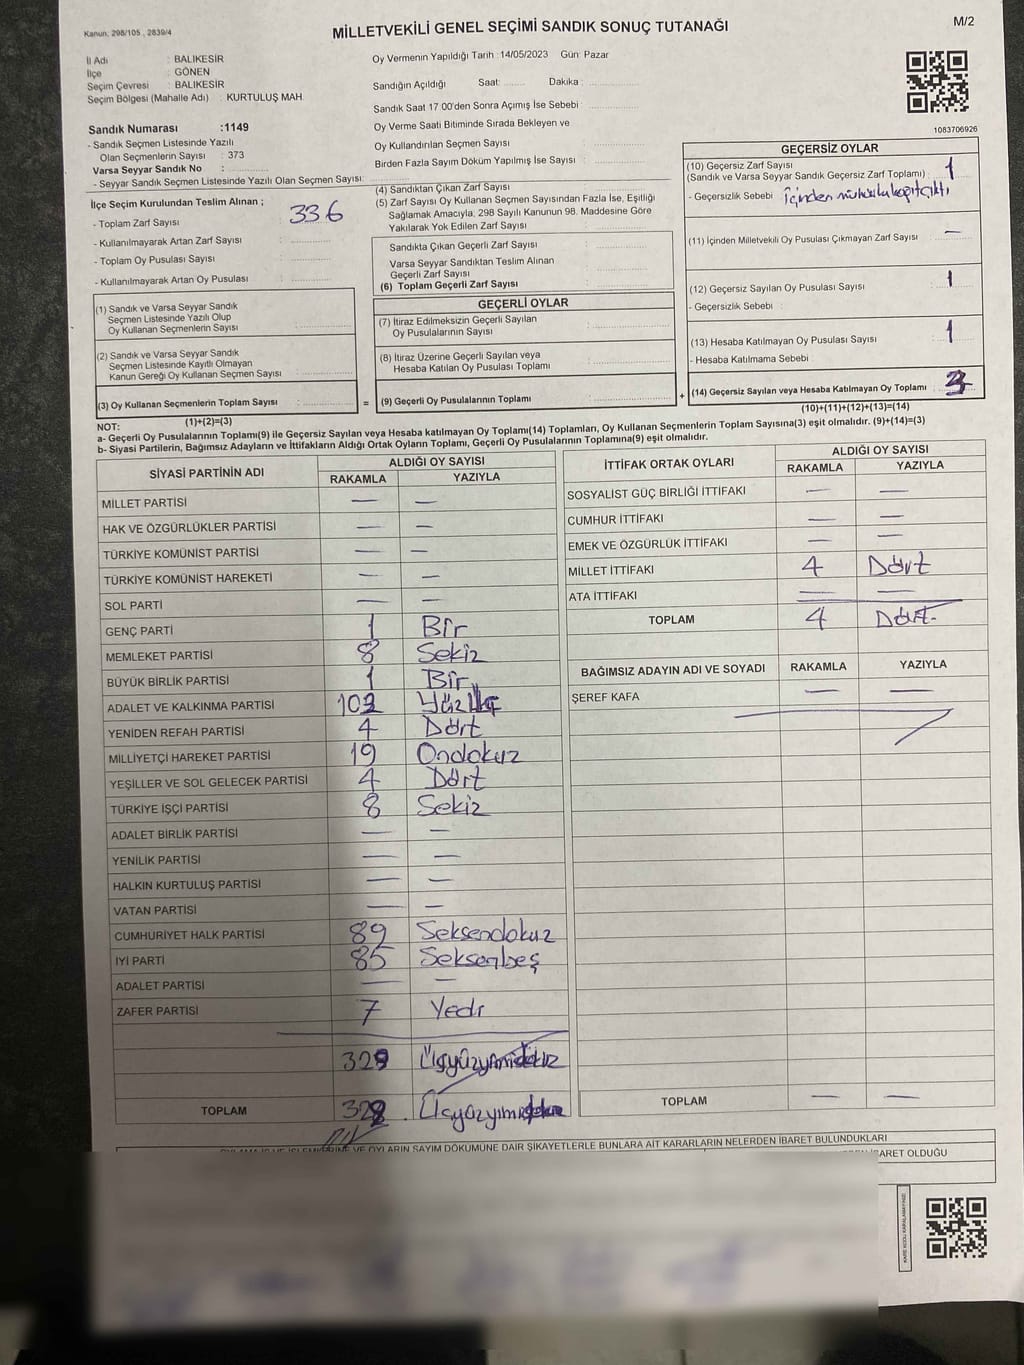 Kanun, 298/105 , 2839/4
MİLLETVEKİLİ GENEL SEÇİMİ SANDIK SONUÇ TUTANAĞI
M/2
İl Adı : BALIKESİR
İlçe : GÖNEN
Seçim Çevresi : BALIKESİR
Seçim Bölgesi (Mahalle Adı) : KURTULUŞ MAH.
Oy Vermenin Yapıldığı Tarih :14/05/2023 Gün: Pazar
Sandığın Açıldığı Saat: Dakika :
Sandık Saat 17 00'den Sonra Açımış İse Sebebi :
Oy Verme Saati Bitiminde Sırada Bekleyen ve
Oy Kullandırılan Seçmen Sayısı :
Birden Fazla Sayım Döküm Yapılmış İse Sayısı :
1083706926
Sandık Numarası :1149
- Sandık Seçmen Listesinde Yazılı
Olan Seçmenlerin Sayısı : 373
Varsa Seyyar Sandık No :
- Seyyar Sandık Seçmen Listesinde Yazılı Olan Seçmen Sayısı:
İlçe Seçim Kurulundan Teslim Alınan ;
- Toplam Zarf Sayısı : 336
- Kullanılmayarak Artan Zarf Sayısı :
- Toplam Oy Pusulası Sayısı :
- Kullanılmayarak Artan Oy Pusulası :
(4) Sandıktan Çıkan Zarf Sayısı :
(5) Zarf Sayısı Oy Kullanan Seçmen Sayısından Fazla İse, Eşitliği
Sağlamak Amacıyla, 298 Sayılı Kanunun 98. Maddesine Göre
Yakılarak Yok Edilen Zarf Sayısı :
Sandıkta Çıkan Geçerli Zarf Sayısı :
Varsa Seyyar Sandıktan Teslim Alınan
Geçerli Zarf Sayısı :
(6) Toplam Geçerli Zarf Sayısı :
GEÇERSİZ OYLAR
(10) Geçersiz Zarf Sayısı
(Sandık ve Varsa Seyyar Sandık Geçersiz Zarf Toplamı) : 1
- Geçersizlik Sebebi : içinden
(11) İçinden Milletvekili Oy Pusulası Çıkmayan Zarf Sayısı : —
(12) Geçersiz Sayılan Oy Pusulası Sayısı : 1
- Geçersizlik Sebebi :
(13) Hesaba Katılmayan Oy Pusulası Sayısı : 1
- Hesaba Katılmama Sebebi :
(14) Geçersiz Sayılan veya Hesaba Katılmayan Oy Toplamı : 3
(10)+(11)+(12)+(13)=(14)
(1) Sandık ve Varsa Seyyar Sandık
Seçmen Listesinde Yazılı Olup
Oy Kullanan Seçmenlerin Sayısı :
(2) Sandık ve Varsa Seyyar Sandık
Seçmen Listesinde Kayıtlı Olmayan
Kanun Gereği Oy Kullanan Seçmen Sayısı :
(3) Oy Kullanan Seçmenlerin Toplam Sayısı :
(1)+(2)=(3)
=
GEÇERLİ OYLAR
(7) İtiraz Edilmeksizin Geçerli Sayılan
Oy Pusulalarının Sayısı :
(8) İtiraz Üzerine Geçerli Sayılan veya
Hesaba Katılan Oy Pusulası Toplamı :
(9) Geçerli Oy Pusulalarının Toplamı :
+
NOT:
a- Geçerli Oy Pusulalarının Toplamı(9) ile Geçersiz Sayılan veya Hesaba katılmayan Oy Toplamı(14) Toplamları, Oy Kullanan Seçmenlerin Toplam Sayısına(3) eşit olmalıdır. (9)+(14)=(3)
b- Siyasi Partilerin, Bağımsız Adayların ve İttifakların Aldığı Ortak Oyların Toplamı, Geçerli Oy Pusulalarının Toplamına(9) eşit olmalıdır.
SİYASİ PARTİNİN ADI ALDIĞI OY SAYISI
RAKAMLA YAZIYLA
MİLLET PARTİSİ — —
HAK VE ÖZGÜRLÜKLER PARTİSİ — —
TÜRKİYE KOMÜNİST PARTİSİ — —
TÜRKİYE KOMÜNİST HAREKETİ — —
SOL PARTİ — —
GENÇ PARTİ 1 Bir
MEMLEKET PARTİSİ 8 Sekiz
BÜYÜK BİRLİK PARTİSİ 1 Bir
ADALET VE KALKINMA PARTİSİ 103 Yüzüç
YENİDEN REFAH PARTİSİ 4 Dört
MİLLİYETÇİ HAREKET PARTİSİ 19 Ondokuz
YEŞİLLER VE SOL GELECEK PARTİSİ 4 Dört
TÜRKİYE İŞÇİ PARTİSİ 8 Sekiz
ADALET BİRLİK PARTİSİ — —
YENİLİK PARTİSİ — —
HALKIN KURTULUŞ PARTİSİ — —
VATAN PARTİSİ — —
CUMHURİYET HALK PARTİSİ 89 Seksendokuz
İYİ PARTİ 85 Seksenbeş
ADALET PARTİSİ — —
ZAFER PARTİSİ 7 Yedi
329
TOPLAM
İTTİFAK ORTAK OYLARI ALDIĞI OY SAYISI
RAKAMLA YAZIYLA
SOSYALİST GÜÇ BİRLİĞİ İTTİFAKI — —
CUMHUR İTTİFAKI — —
EMEK VE ÖZGÜRLÜK İTTİFAKI — —
MİLLET İTTİFAKI 4 Dört
ATA İTTİFAKI — —
TOPLAM 4 Dört
BAĞIMSIZ ADAYIN ADI VE SOYADI RAKAMLA YAZIYLA
ŞEREF KAFA — —
TOPLAM — —
VE OYLARIN SAYIM DÖKÜMÜNE DAİR ŞİKAYETLERLE BUNLARA AİT KARARLARIN NELERDEN İBARET BULUNDUKLARI
OLDUĞU